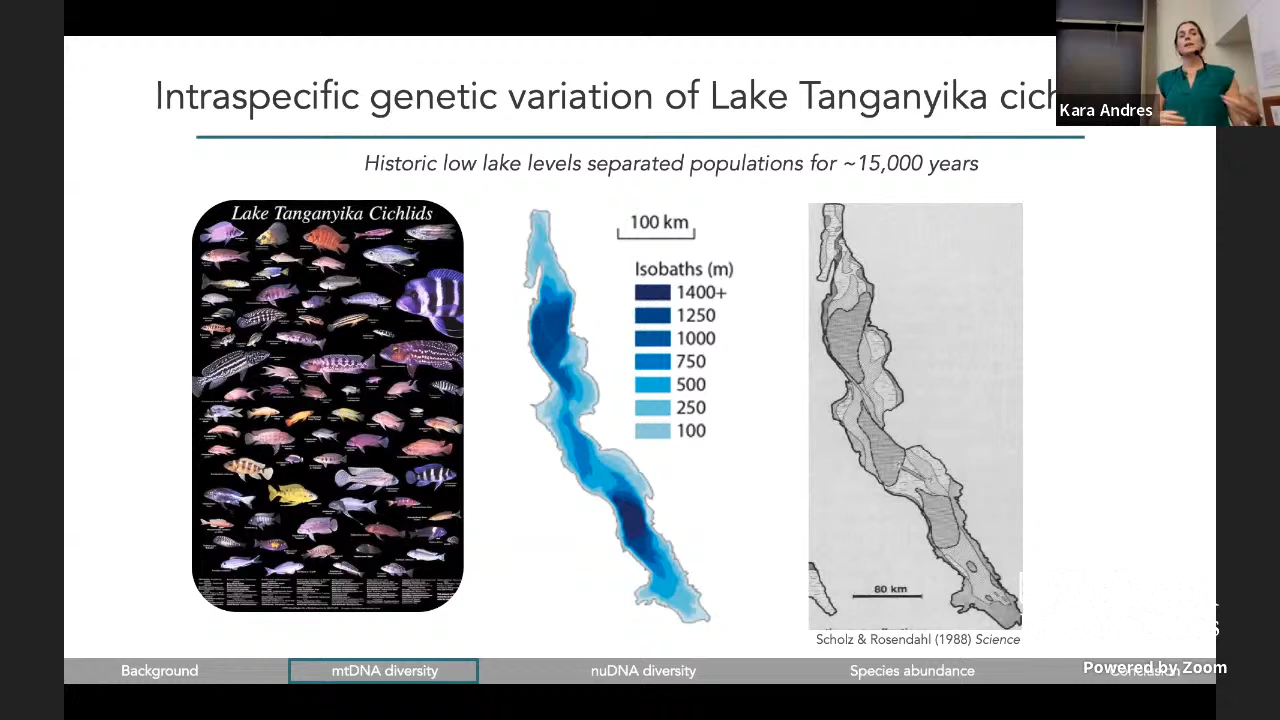 Intraspecific genetic variation of Lake Tanganyika cich
Kara Andres
Historic low lake levels separated populations for ~15,000 years
Lake Tanganyika Cichlids
100 km
Isobaths (m)
1400+
1250
1000
750
500
250
100
80 km
Scholz & Rosendahl (1988) Science
Background
mtDNA diversity
nuDNA diversity
Species abundance
Conclusion
Powered by Zoom